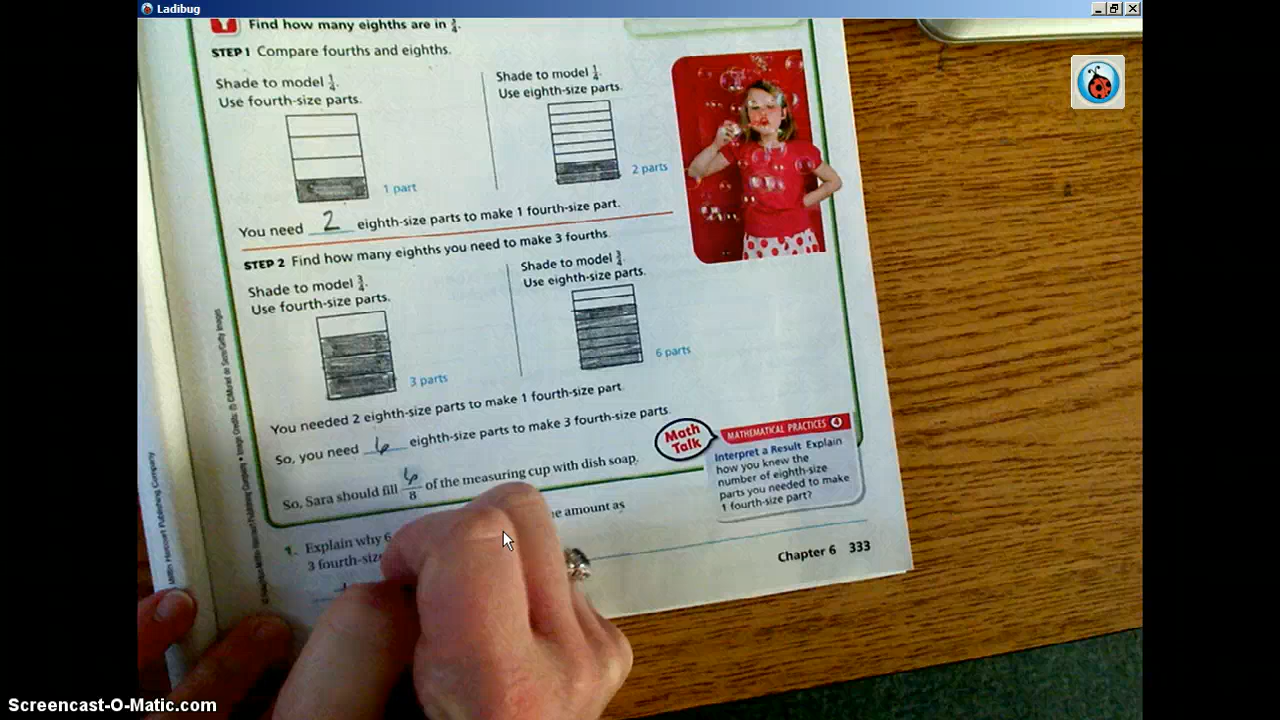 Ladibug
Find how many eighths are in 3/4.
STEP 1 Compare fourths and eighths.
Shade to model 1/4.
Use fourth-size parts.
1 part
Shade to model 1/4.
Use eighth-size parts.
2 parts
You need 2 eighth-size parts to make 1 fourth-size part.
STEP 2 Find how many eighths you need to make 3 fourths.
Shade to model 3/4.
Use fourth-size parts.
3 parts
Shade to model 3/4.
Use eighth-size parts.
6 parts
You needed 2 eighth-size parts to make 1 fourth-size part.
So, you need 6 eighth-size parts to make 3 fourth-size parts.
So, Sara should fill 6/8 of the measuring cup with dish soap.
Math
Talk
MATHEMATICAL PRACTICES 4
Interpret a Result Explain
how you knew the
number of eighth-size
parts you needed to make
1 fourth-size part?
1. Explain why 6 amount as
3 fourth-size
Chapter 6 333
Harcourt Publishing Company
Publishing Company • Image Credits: Images
Screencast-O-Matic.com